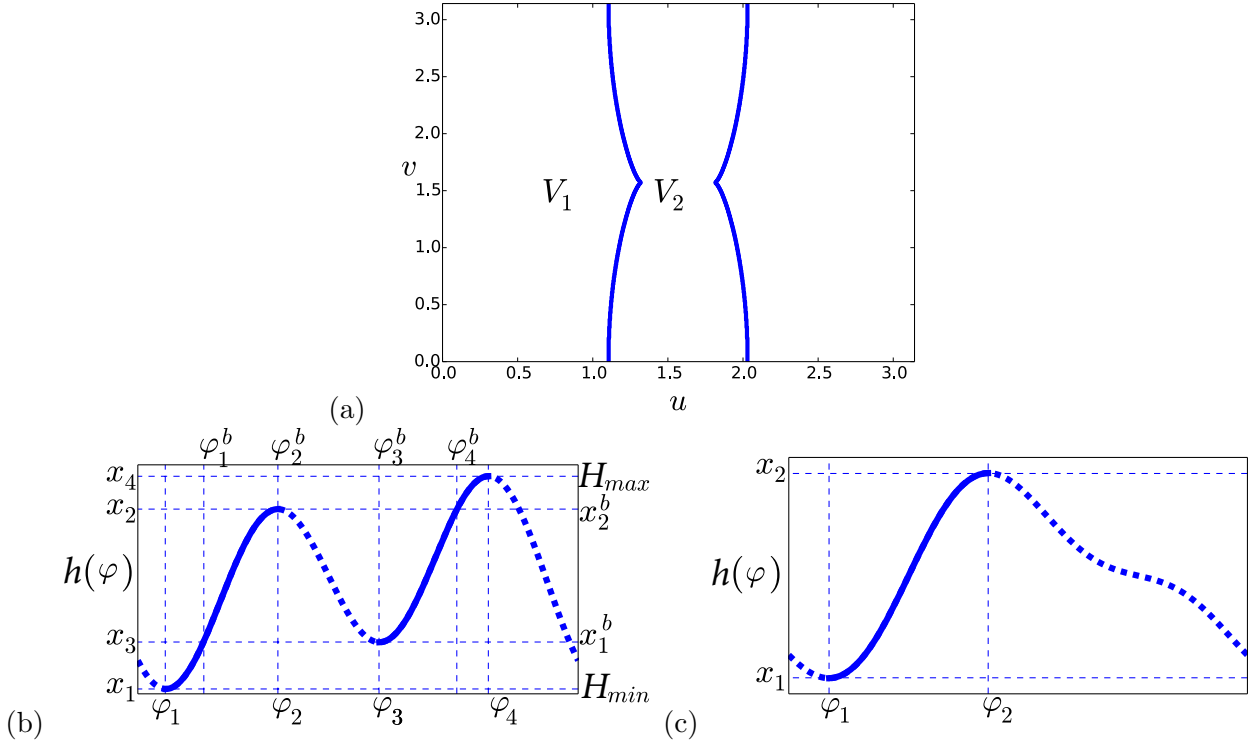 3.0
2.5
2.0
v
V₁ V₂
1.5
1.0
0.5
0.0
0.0 0.5 1.0 1.5 2.0 2.5 3.0
u
(a)
φ₁ᵇ φ₂ᵇ φ₃ᵇ φ₄ᵇ
x₄ H_max
x₂ x₂ᵇ
h(φ)
x₃ x₁ᵇ
x₁ H_min
φ₁ φ₂ φ₃ φ₄
(b)
x₂
h(φ)
x₁
φ₁ φ₂
(c)